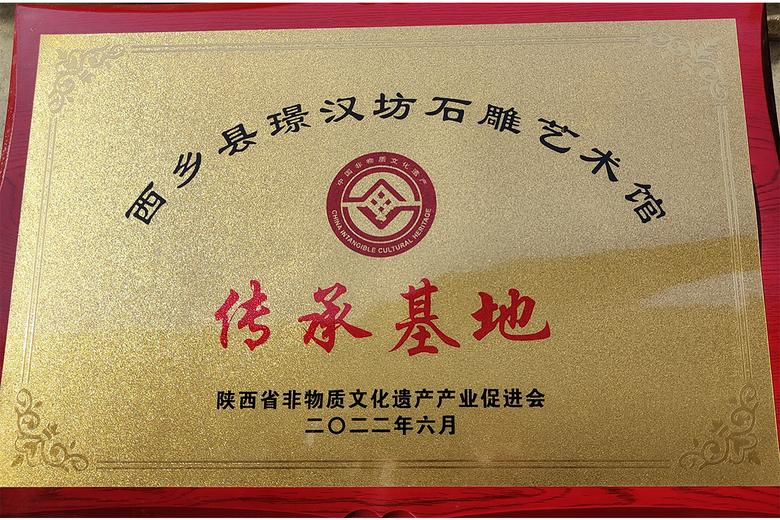 西乡县璟汉坊石雕艺术馆
中国非物质文化遗产
CHINA INTANGIBLE CULTURAL HERITAGE
传承基地
陕西省非物质文化遗产产业促进会
二〇二二年六月